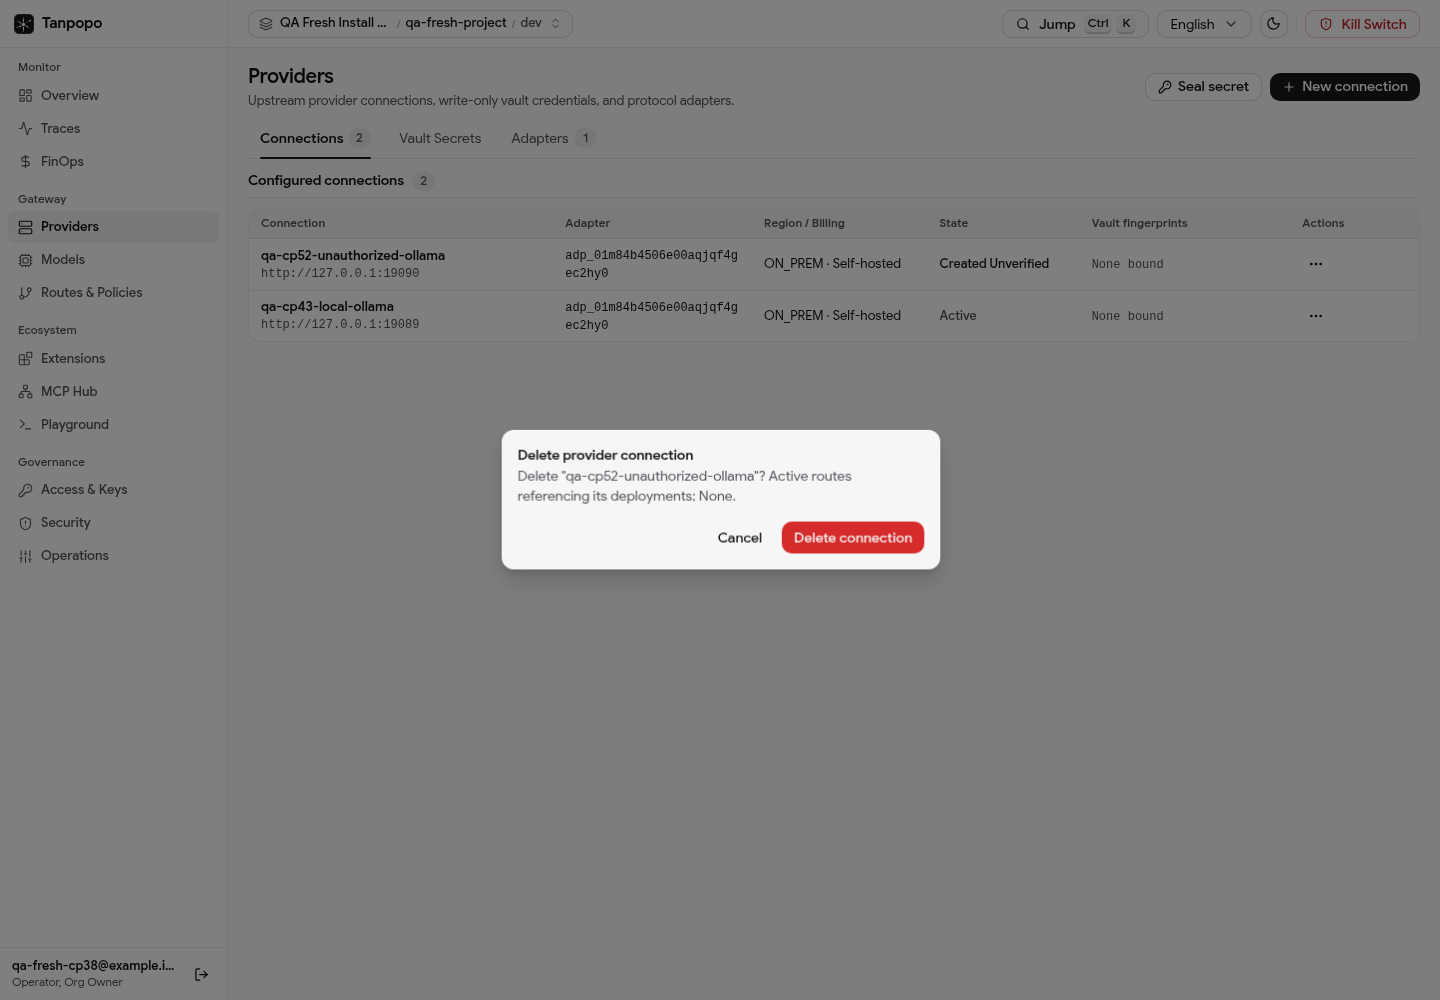 Tanpopo
QA Fresh Install ... / qa-fresh-project / dev
Jump Ctrl K
English
Kill Switch
Monitor
Overview
Traces
FinOps
Gateway
Providers
Models
Routes & Policies
Ecosystem
Extensions
MCP Hub
Playground
Governance
Access & Keys
Security
Operations
qa-fresh-cp38@example.i...
Operator, Org Owner
Providers
Upstream provider connections, write-only vault credentials, and protocol adapters.
Seal secret
New connection
Connections 2 Vault Secrets Adapters 1
Configured connections 2
Connection Adapter Region / Billing State Vault fingerprints Actions
qa-cp52-unauthorized-ollama
http://127.0.0.1:19090
adp_01m84b4506e00aqjqf4g
ec2hy0
ON_PREM · Self-hosted
Created Unverified
None bound
qa-cp43-local-ollama
http://127.0.0.1:19089
adp_01m84b4506e00aqjqf4g
ec2hy0
ON_PREM · Self-hosted
Active
None bound
Delete provider connection
Delete "qa-cp52-unauthorized-ollama"? Active routes
referencing its deployments: None.
Cancel
Delete connection